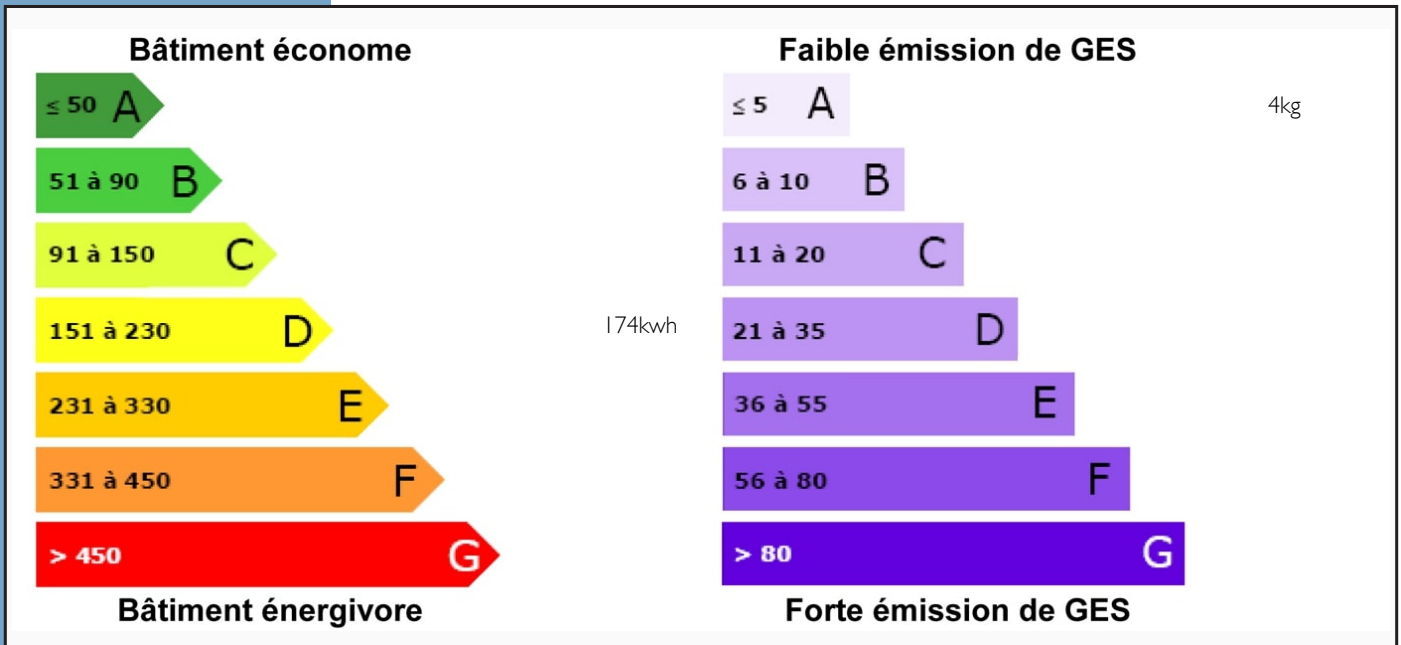 Bâtiment économe
≤ 50 A
51 à 90 B
91 à 150 C
151 à 230 D
174kwh
231 à 330 E
331 à 450 F
> 450 G
Bâtiment énergivore
Faible émission de GES
≤ 5 A
4kg
6 à 10 B
11 à 20 C
21 à 35 D
36 à 55 E
56 à 80 F
> 80 G
Forte émission de GES